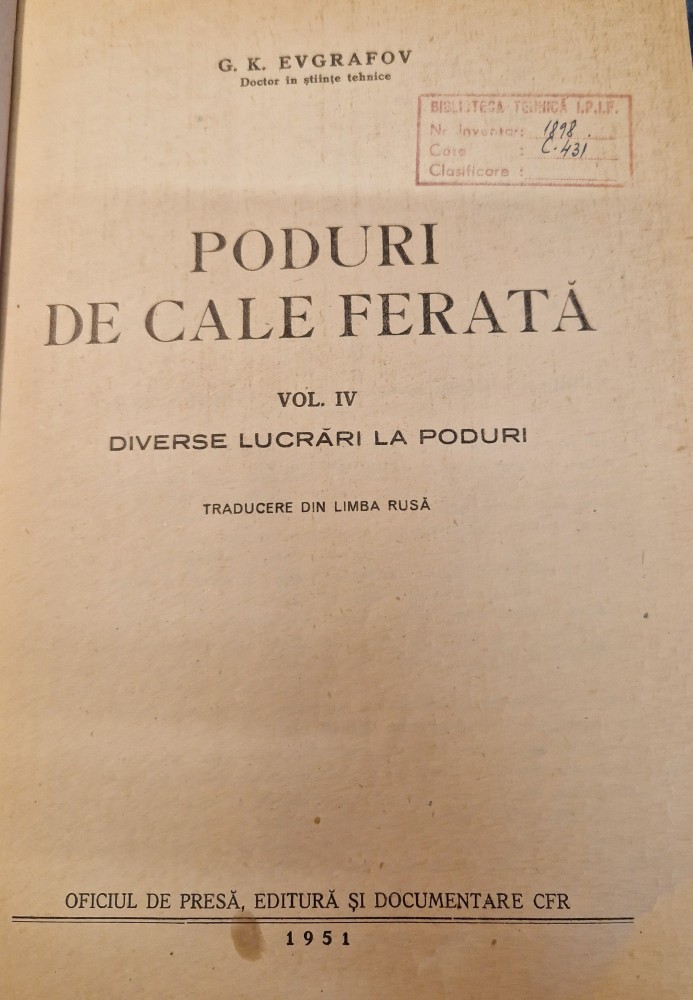 G. K. EVGRAFOV
Doctor în științe tehnice
BIBLIOTECA TEHNICĂ I.P.I.F.
Nr. Inventar: 1898.
Cota : C.431
Clasificare :
PODURI
DE CALE FERATĂ
VOL. IV
DIVERSE LUCRĂRI LA PODURI
TRADUCERE DIN LIMBA RUSĂ
OFICIUL DE PRESĂ, EDITURĂ ȘI DOCUMENTARE CFR
1951